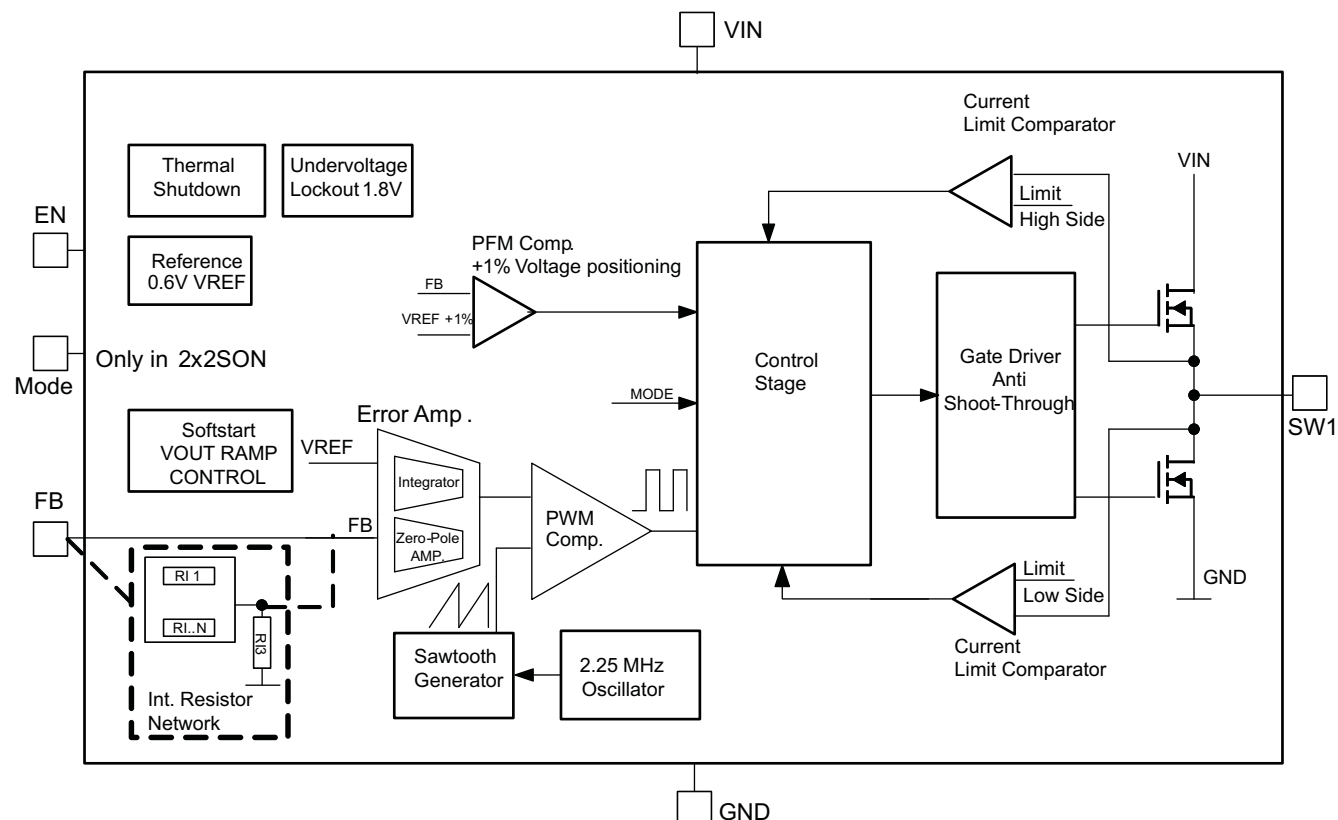 VIN
Current
Limit Comparator
Thermal
Shutdown
Undervoltage
Lockout 1.8V
VIN
Limit
High Side
EN
Reference
0.6V VREF
PFM Comp.
+1% Voltage positioning
FB
VREF +1%
Mode
Only in 2x2SON
Control
Stage
Gate Driver
Anti
Shoot-Through
MODE
SW1
Softstart
VOUT RAMP
CONTROL
Error Amp .
VREF
Integrator
FB
FB
Zero-Pole
AMP.
PWM
Comp.
Limit
Low Side
GND
RI 1
RI..N
RI3
Int. Resistor
Network
Sawtooth
Generator
2.25 MHz
Oscillator
Current
Limit Comparator
GND